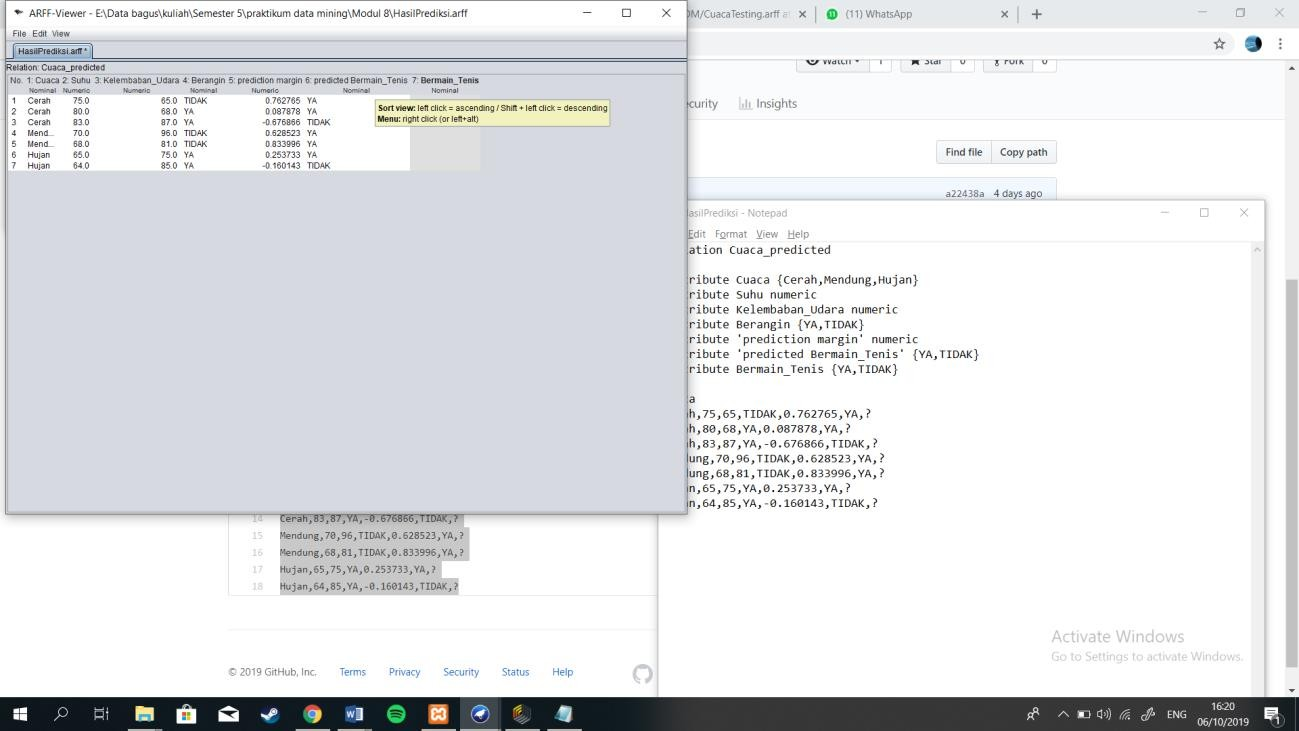 ARFF-Viewer - E:\Data bagus\kuliah\Semester 5\praktikum data mining\Modul 8\HasilPrediksi.arff
File Edit View
HasilPrediksi.arff *
Relation: Cuaca_predicted
No. 1: Cuaca 2: Suhu 3: Kelembaban_Udara 4: Berangin 5: prediction margin 6: predicted Bermain_Tenis 7: Bermain_Tenis
Nominal Numeric Numeric Nominal Numeric Nominal Nominal
1 Cerah 75.0 65.0 TIDAK 0.762765 YA
2 Cerah 80.0 68.0 YA 0.087878 YA
3 Cerah 83.0 87.0 YA -0.676866 TIDAK
4 Mend... 70.0 96.0 TIDAK 0.628523 YA
5 Mend... 68.0 81.0 TIDAK 0.833996 YA
6 Hujan 65.0 75.0 YA 0.253733 YA
7 Hujan 64.0 85.0 YA -0.160143 TIDAK
Sort view: left click = ascending / Shift + left click = descending
Menu: right click (or left+alt)
OM/CuacaTesting.arff at
(11) WhatsApp
Watch 1 Star 0 Fork 0
ecurity Insights
Find file Copy path
a22438a 4 days ago
asilPrediksi - Notepad
Edit Format View Help
ation Cuaca_predicted
ribute Cuaca {Cerah,Mendung,Hujan}
ribute Suhu numeric
ribute Kelembaban_Udara numeric
ribute Berangin {YA,TIDAK}
ribute 'prediction margin' numeric
ribute 'predicted Bermain_Tenis' {YA,TIDAK}
ribute Bermain_Tenis {YA,TIDAK}
a
h,75,65,TIDAK,0.762765,YA,?
h,80,68,YA,0.087878,YA,?
h,83,87,YA,-0.676866,TIDAK,?
ung,70,96,TIDAK,0.628523,YA,?
ung,68,81,TIDAK,0.833996,YA,?
n,65,75,YA,0.253733,YA,?
n,64,85,YA,-0.160143,TIDAK,?
14 Cerah,83,87,YA,-0.676866,TIDAK,?
15 Mendung,70,96,TIDAK,0.628523,YA,?
16 Mendung,68,81,TIDAK,0.833996,YA,?
17 Hujan,65,75,YA,0.253733,YA,?
18 Hujan,64,85,YA,-0.160143,TIDAK,?
© 2019 GitHub, Inc. Terms Privacy Security Status Help
Activate Windows
Go to Settings to activate Windows.
ENG
16:20
06/10/2019
1